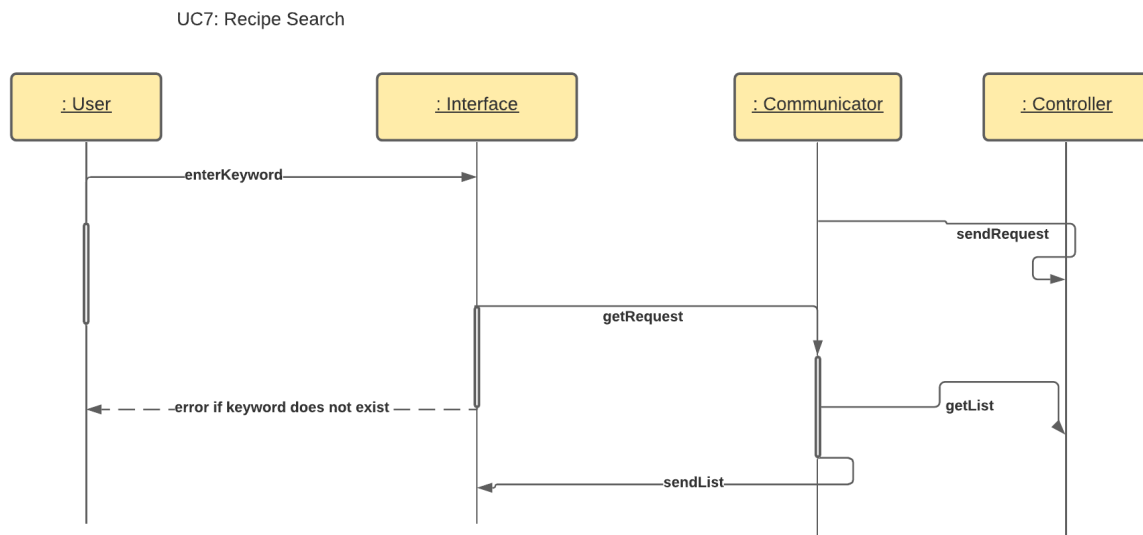 UC7: Recipe Search
: User
: Interface
: Communicator
: Controller
enterKeyword
sendRequest
getRequest
error if keyword does not exist
getList
sendList